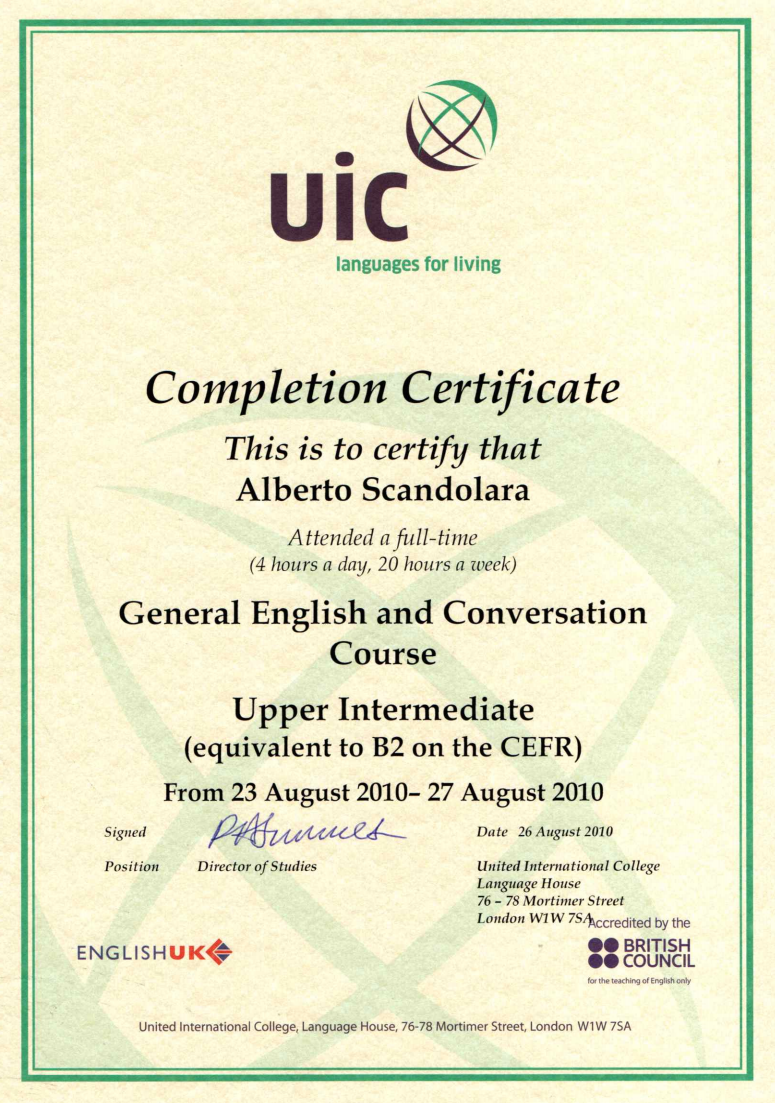 uic
languages for living
Completion Certificate
This is to certify that
Alberto Scandolara
Attended a full-time
(4 hours a day, 20 hours a week)
General English and Conversation
Course
Upper Intermediate
(equivalent to B2 on the CEFR)
From 23 August 2010– 27 August 2010
Signed
Date 26 August 2010
Position Director of Studies
United International College
Language House
76 – 78 Mortimer Street
London W1W 7SA
Accredited by the
ENGLISHUK
BRITISH
COUNCIL
for the teaching of English only
United International College, Language House, 76-78 Mortimer Street, London W1W 7SA